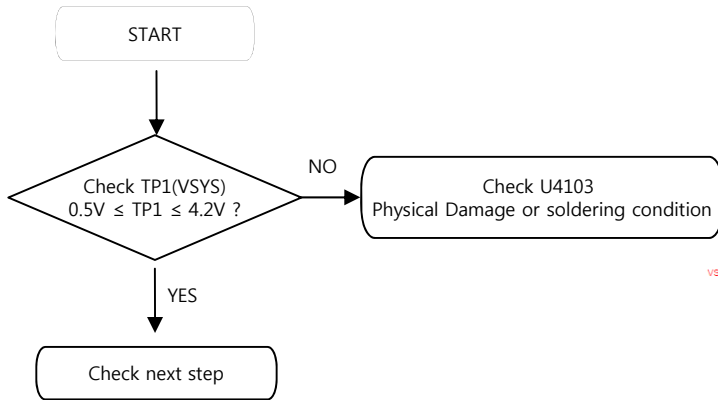 START
Check TP1(VSYS)
0.5V ≤ TP1 ≤ 4.2V ?
NO
Check U4103
Physical Damage or soldering condition
YES
Check next step